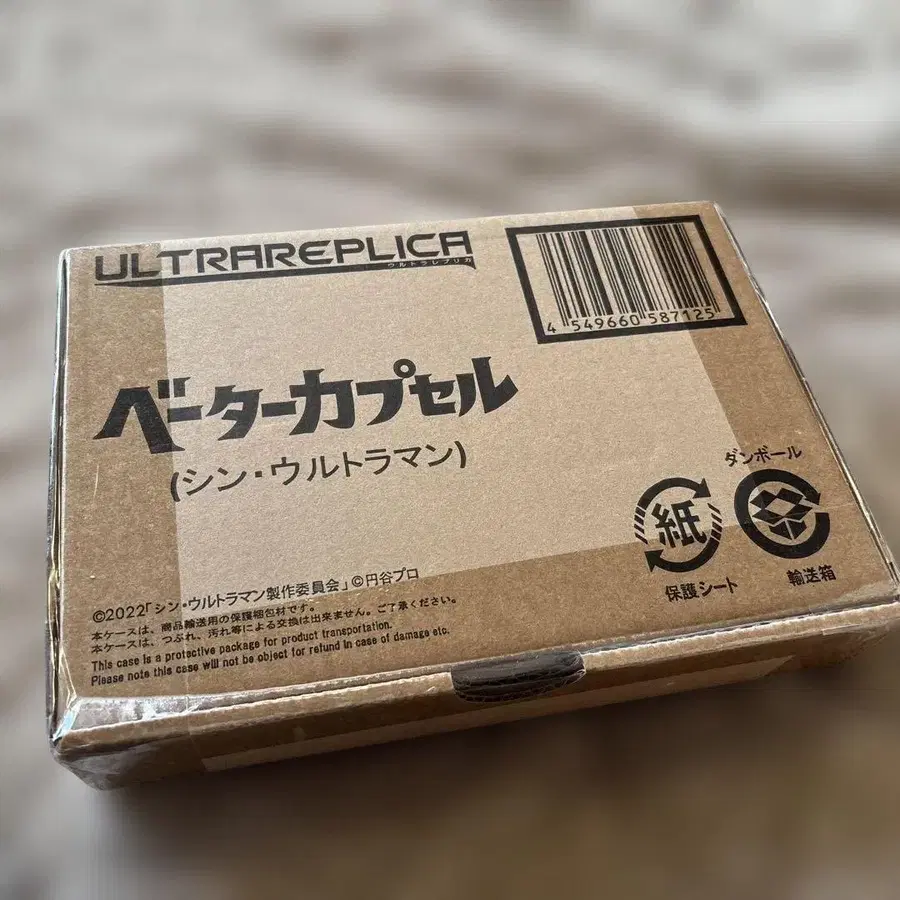 ULTRAREPLICA
ウルトラレプリカ
4 549660 587125
ベーターカプセル
(シン・ウルトラマン)
ダンボール
紙
保護シート
輸送箱
©2022「シン・ウルトラマン製作委員会」©円谷プロ
本ケースは、商品輸送用の保護梱包材です。
本ケースは、つぶれ、汚れ等による交換は出来ません。ご了承ください。
This case is a protective package for product transportation.
Please note this case will not be object for refund in case of damage etc.